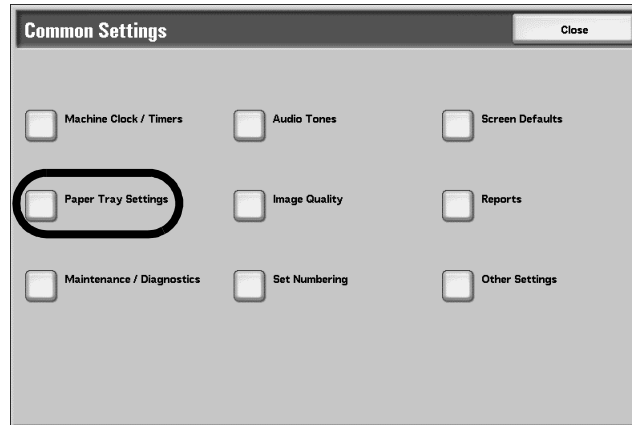 Common Settings
Close
Machine Clock / Timers
Audio Tones
Screen Defaults
Paper Tray Settings
Image Quality
Reports
Maintenance / Diagnostics
Set Numbering
Other Settings